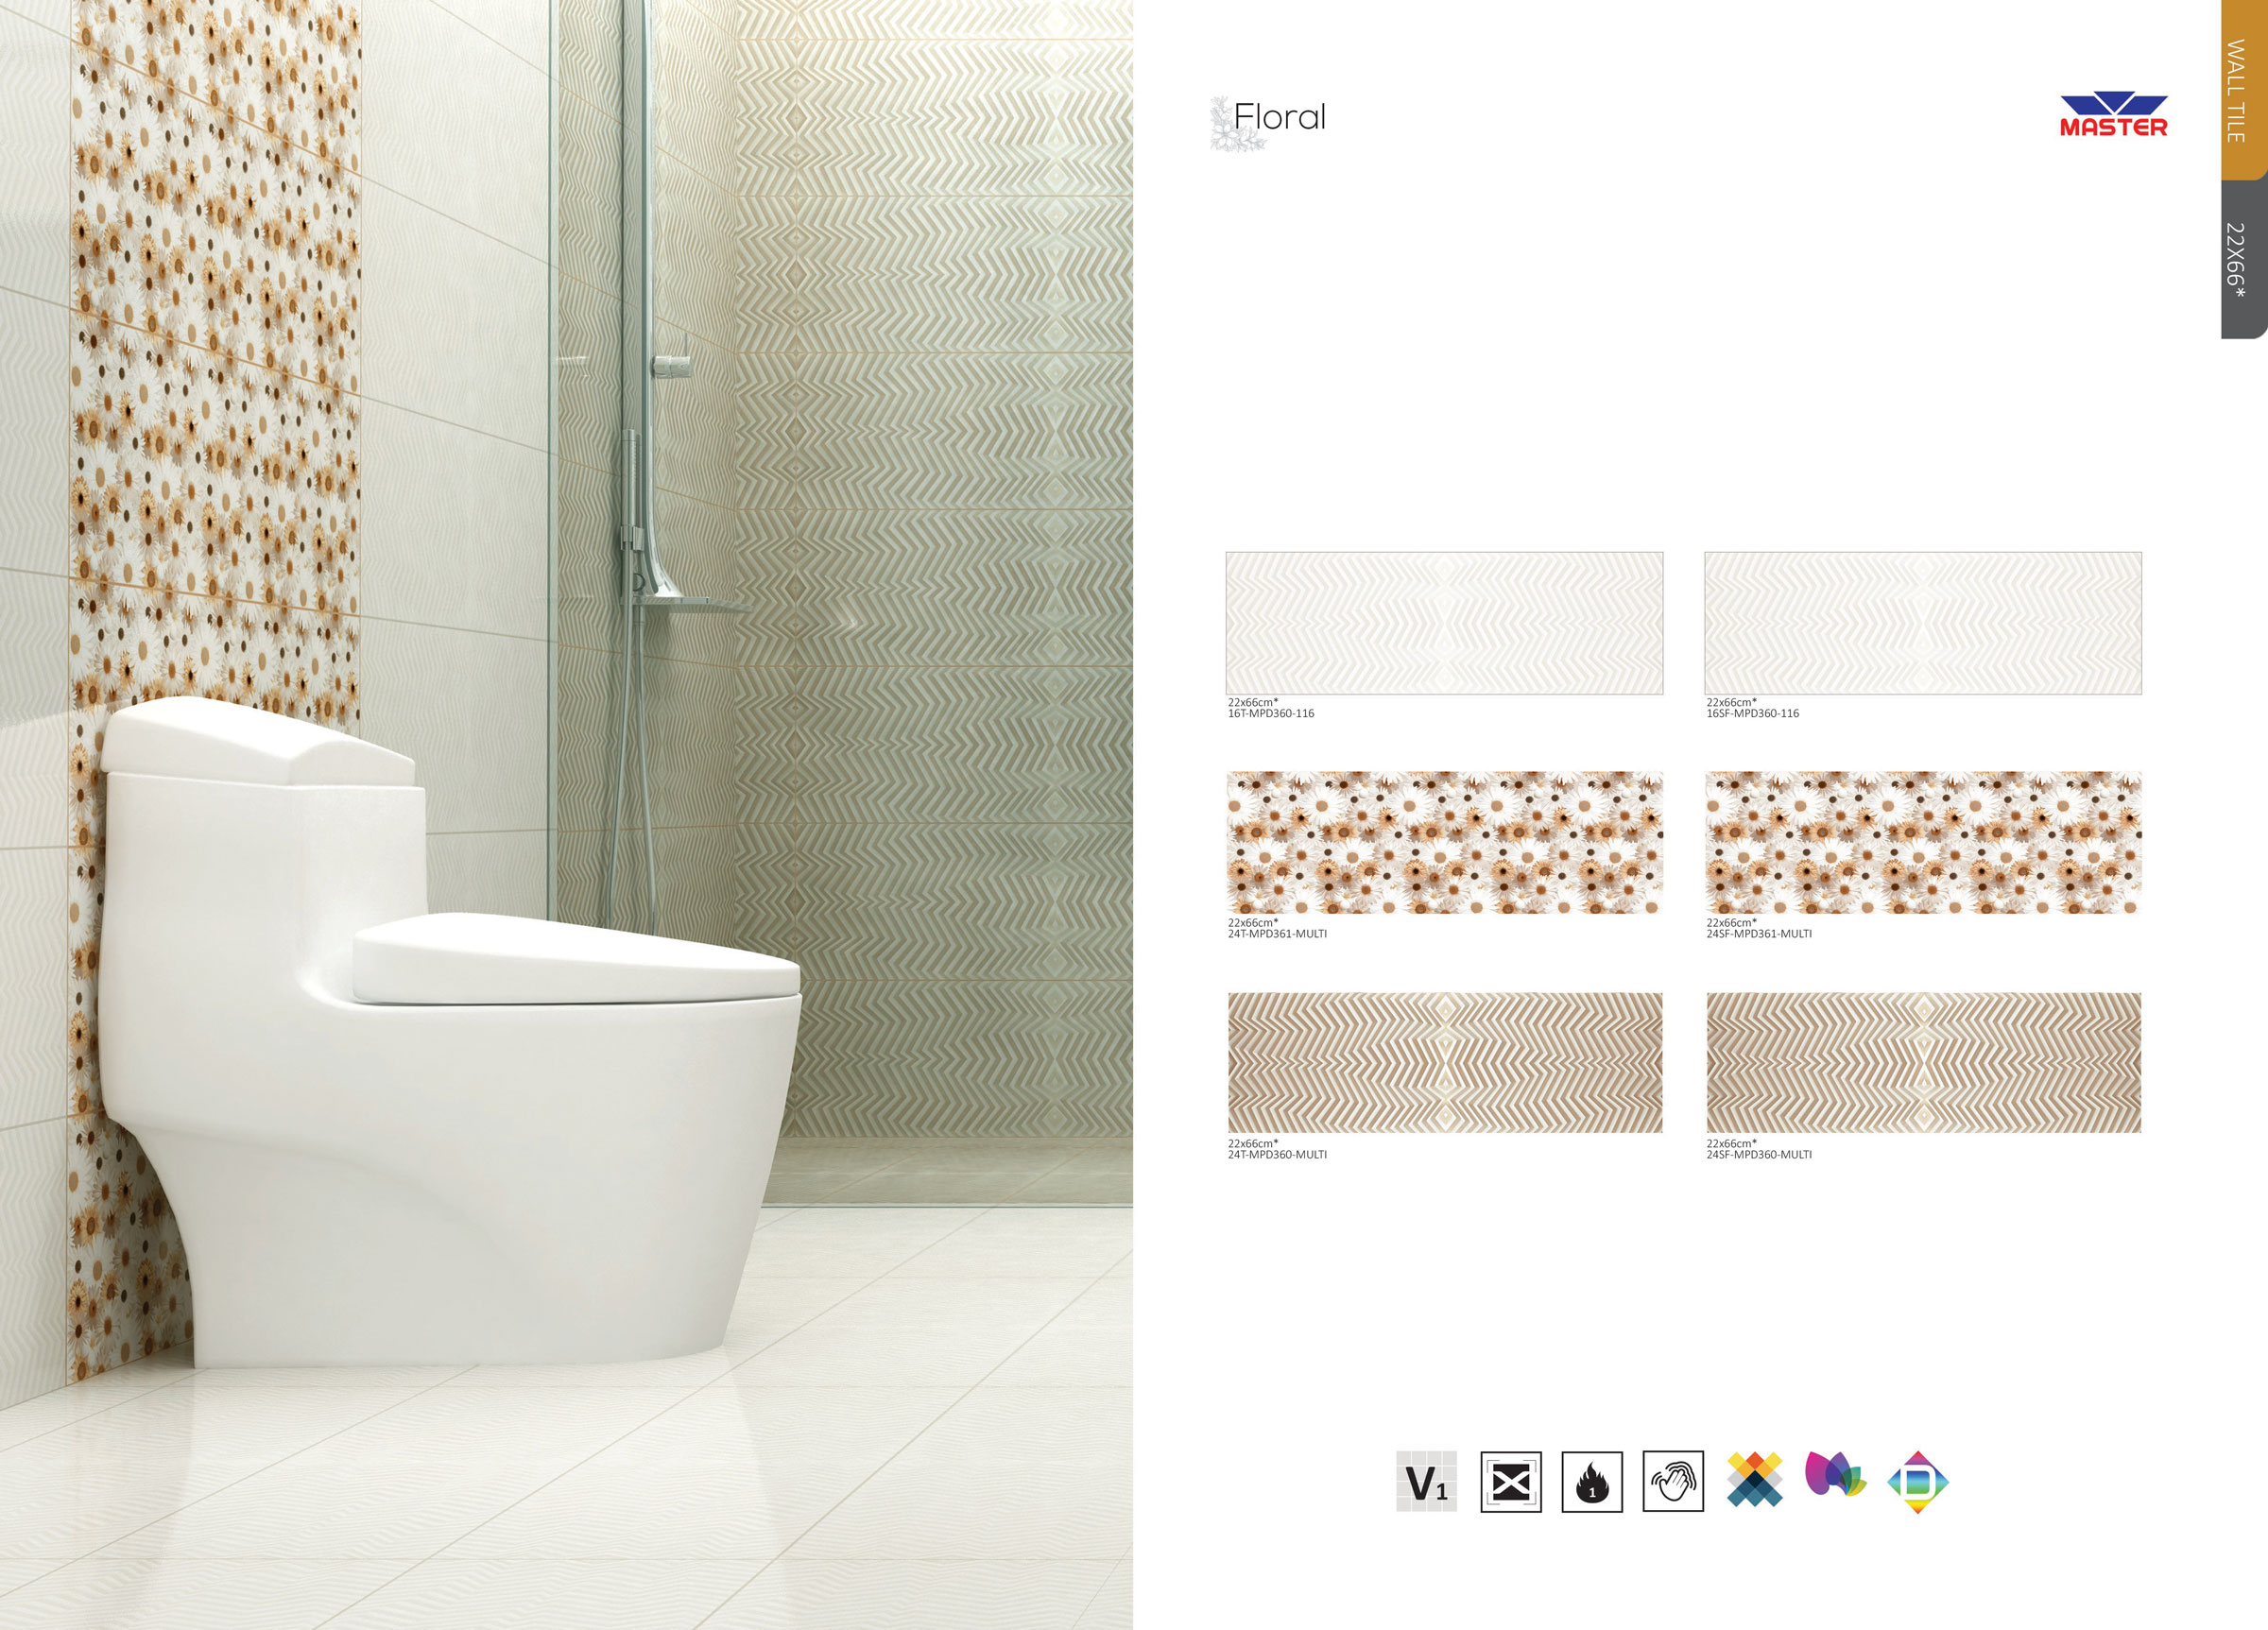 Floral
MASTER
WALL TILE
22X66*
22x66cm*
16T-MPD360-116
22x66cm*
16SF-MPD360-116
22x66cm*
24T-MPD361-MULTI
22x66cm*
24SF-MPD361-MULTI
22x66cm*
24T-MPD360-MULTI
22x66cm*
24SF-MPD360-MULTI
V1
1
D